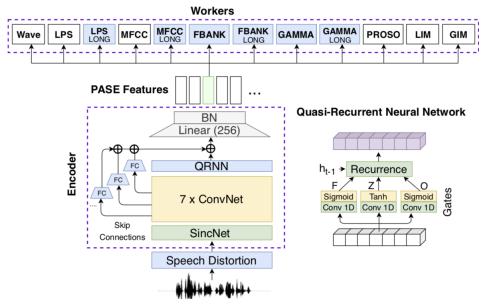 Workers
Wave
LPS
LPS
LONG
MFCC
MFCC
LONG
FBANK
FBANK
LONG
GAMMA
GAMMA
LONG
PROSO
LIM
GIM
PASE Features
...
BN
Linear (256)
Encoder
FC
FC
FC
...
QRNN
7 x ConvNet
Skip
Connections
SincNet
Speech Distortion
Quasi-Recurrent Neural Network
Recurrence
ht-1
F
Z
O
Sigmoid
Tanh
Sigmoid
Conv 1D
Conv 1D
Conv 1D
Gates